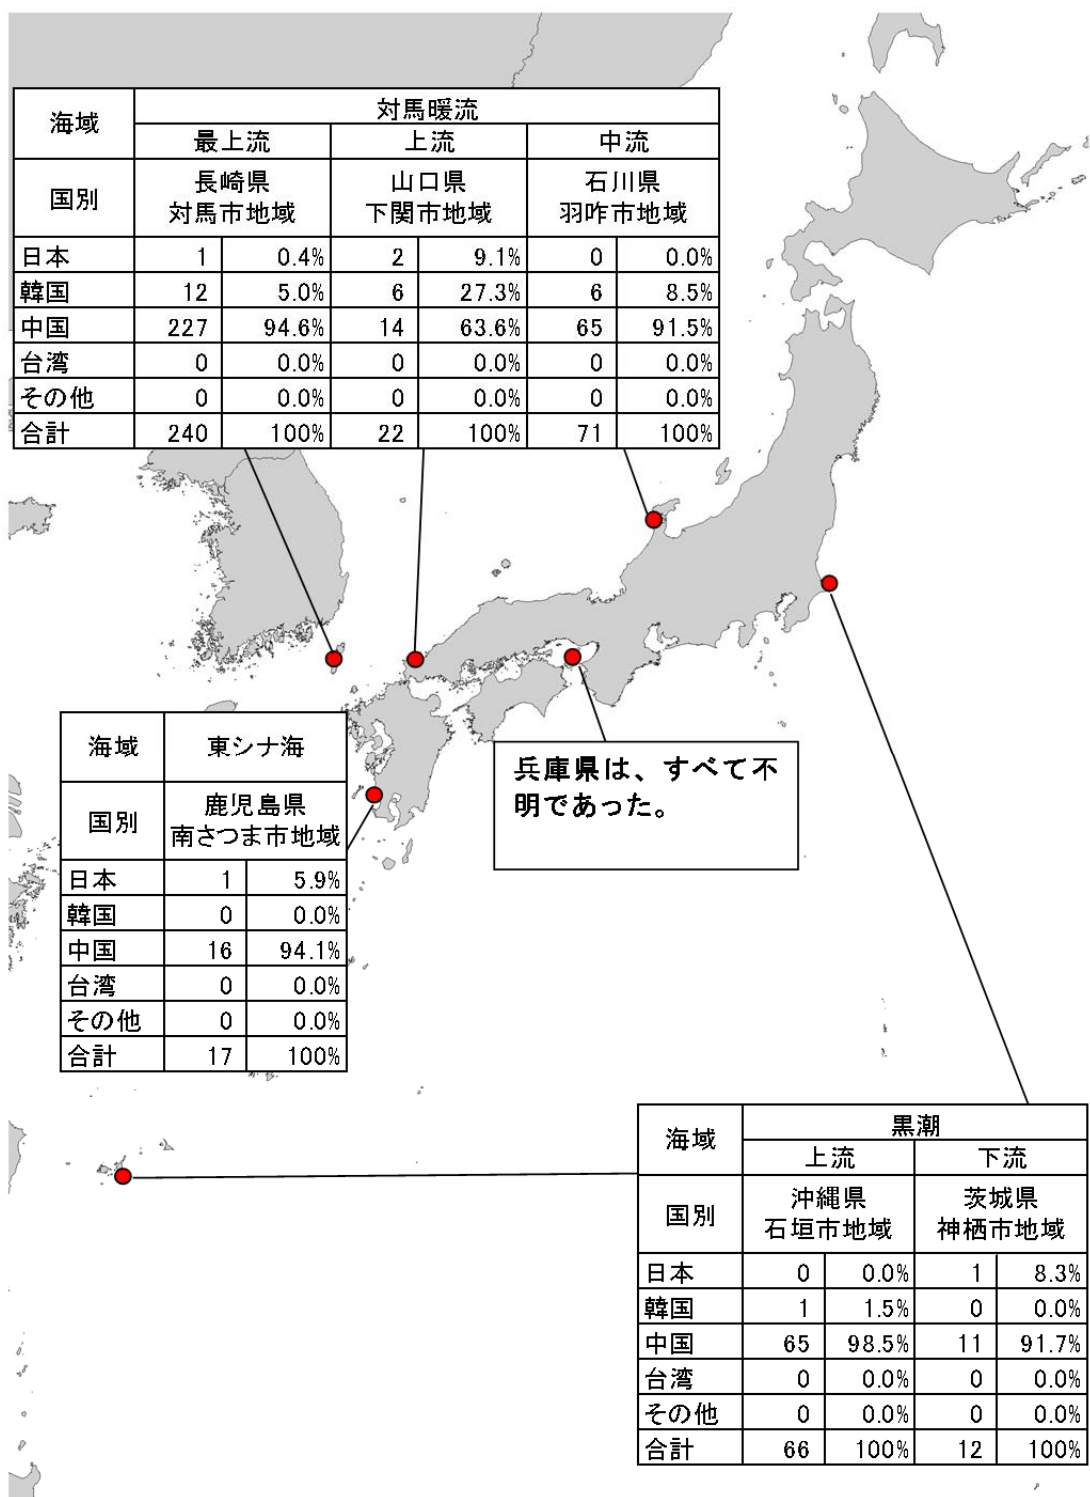 海域 対馬暖流
最上流 上流 中流
国別 長崎県 山口県 石川県
対馬市地域 下関市地域 羽咋市地域
日本 1 0.4% 2 9.1% 0 0.0%
韓国 12 5.0% 6 27.3% 6 8.5%
中国 227 94.6% 14 63.6% 65 91.5%
台湾 0 0.0% 0 0.0% 0 0.0%
その他 0 0.0% 0 0.0% 0 0.0%
合計 240 100% 22 100% 71 100%
海域 東シナ海
国別 鹿児島県
南さつま市地域
日本 1 5.9%
韓国 0 0.0%
中国 16 94.1%
台湾 0 0.0%
その他 0 0.0%
合計 17 100%
兵庫県は、すべて不
明であった。
海域 黒潮
上流 下流
国別 沖縄県 茨城県
石垣市地域 神栖市地域
日本 0 0.0% 1 8.3%
韓国 1 1.5% 0 0.0%
中国 65 98.5% 11 91.7%
台湾 0 0.0% 0 0.0%
その他 0 0.0% 0 0.0%
合計 66 100% 12 100%